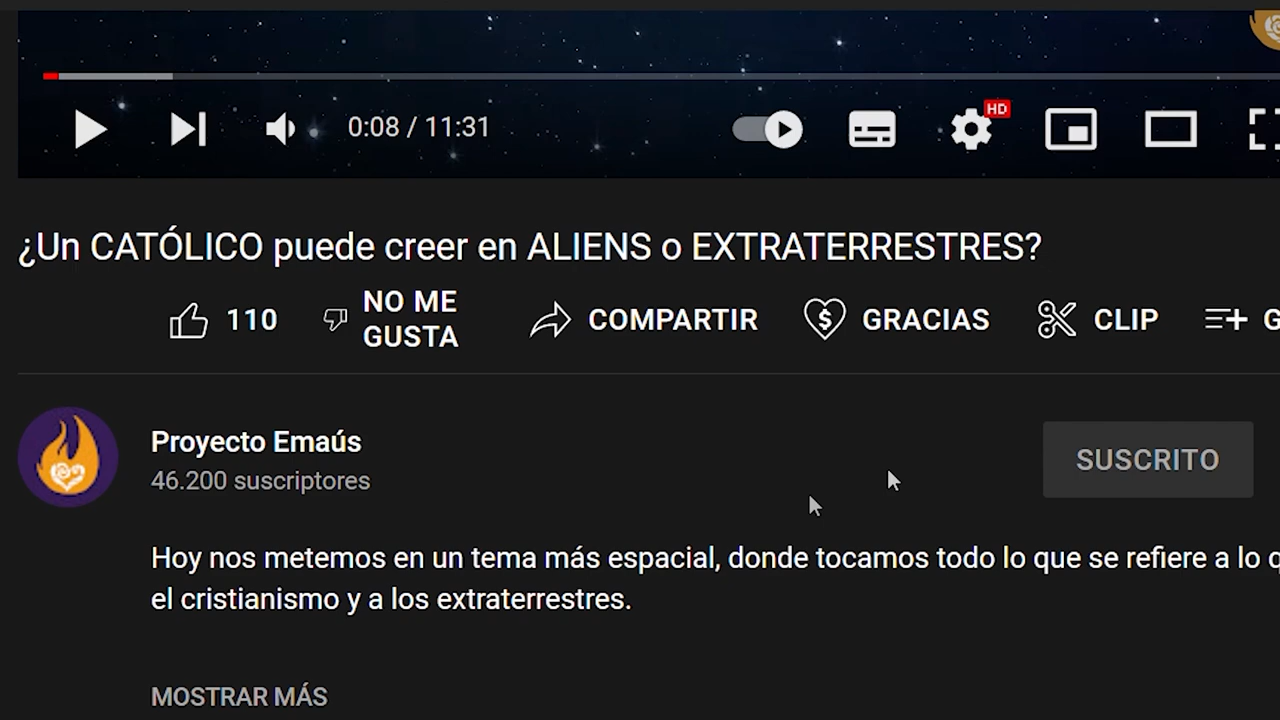 0:08 / 11:31
HD
¿Un CATÓLICO puede creer en ALIENS o EXTRATERRESTRES?
110
NO ME
GUSTA
COMPARTIR
GRACIAS
CLIP
G
Proyecto Emaús
46.200 suscriptores
SUSCRITO
Hoy nos metemos en un tema más espacial, donde tocamos todo lo que se refiere a lo
el cristianismo y a los extraterrestres.
MOSTRAR MÁS